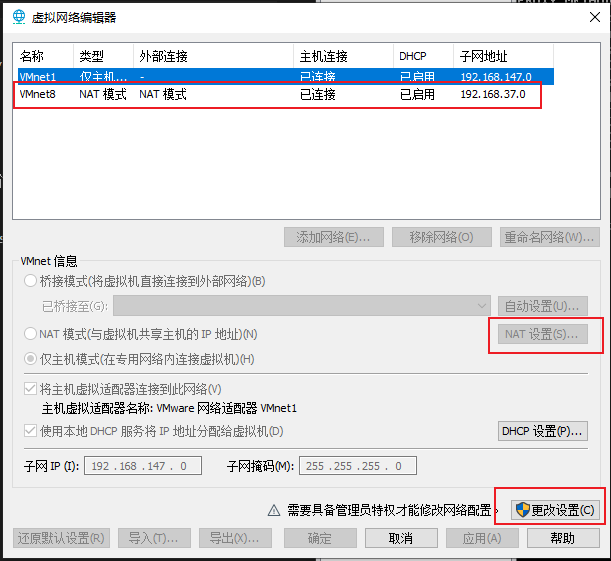 虚拟网络编辑器
名称 类型 外部连接 主机连接 DHCP 子网地址
VMnet1 仅主机... - 已连接 已启用 192.168.147.0
VMnet8 NAT 模式 NAT 模式 已连接 已启用 192.168.37.0
添加网络(E)... 移除网络(O) 重命名网络(W)...
VMnet 信息
桥接模式(将虚拟机直接连接到外部网络)(B)
已桥接至(G): 自动设置(U)...
NAT 模式(与虚拟机共享主机的 IP 地址)(N) NAT 设置(S)...
仅主机模式(在专用网络内连接虚拟机)(H)
将主机虚拟适配器连接到此网络(V)
主机虚拟适配器名称: VMware 网络适配器 VMnet1
使用本地 DHCP 服务将 IP 地址分配给虚拟机(D) DHCP 设置(P)...
子网 IP (I): 192 . 168 . 147 . 0 子网掩码(M): 255 . 255 . 255 . 0
需要具备管理员特权才能修改网络配置。 更改设置(C)
还原默认设置(R) 导入(T)... 导出(X)... 确定 取消 应用(A) 帮助